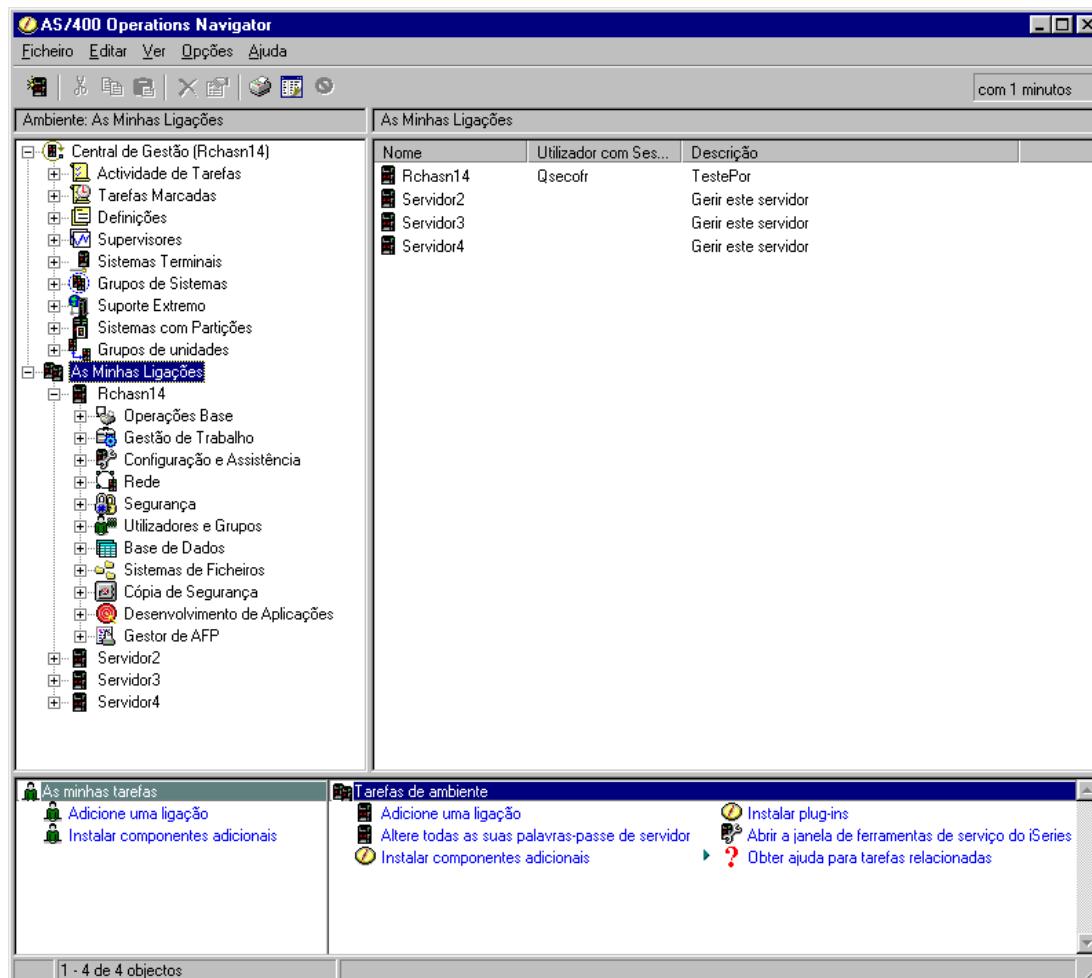 AS/400 Operations Navigator
Ficheiro Editar Ver Opções Ajuda
com 1 minutos
Ambiente: As Minhas Ligações
As Minhas Ligações
Central de Gestão (Rchasn14)
Actividade de Tarefas
Tarefas Marcadas
Definições
Supervisores
Sistemas Terminais
Grupos de Sistemas
Suporte Extremo
Sistemas com Partições
Grupos de unidades
As Minhas Ligações
Rchasn14
Operações Base
Gestão de Trabalho
Configuração e Assistência
Rede
Segurança
Utilizadores e Grupos
Base de Dados
Sistemas de Ficheiros
Cópia de Segurança
Desenvolvimento de Aplicações
Gestor de AFP
Servidor2
Servidor3
Servidor4
Nome Utilizador com Ses... Descrição
Rchasn14 Qsecofr TestePor
Servidor2 Gerir este servidor
Servidor3 Gerir este servidor
Servidor4 Gerir este servidor
As minhas tarefas
Adicione uma ligação
Instalar componentes adicionais
Tarefas de ambiente
Adicione uma ligação
Altere todas as suas palavras-passe de servidor
Instalar componentes adicionais
Instalar plug-ins
Abrir a janela de ferramentas de serviço do iSeries
Obter ajuda para tarefas relacionadas
1 - 4 de 4 objectos